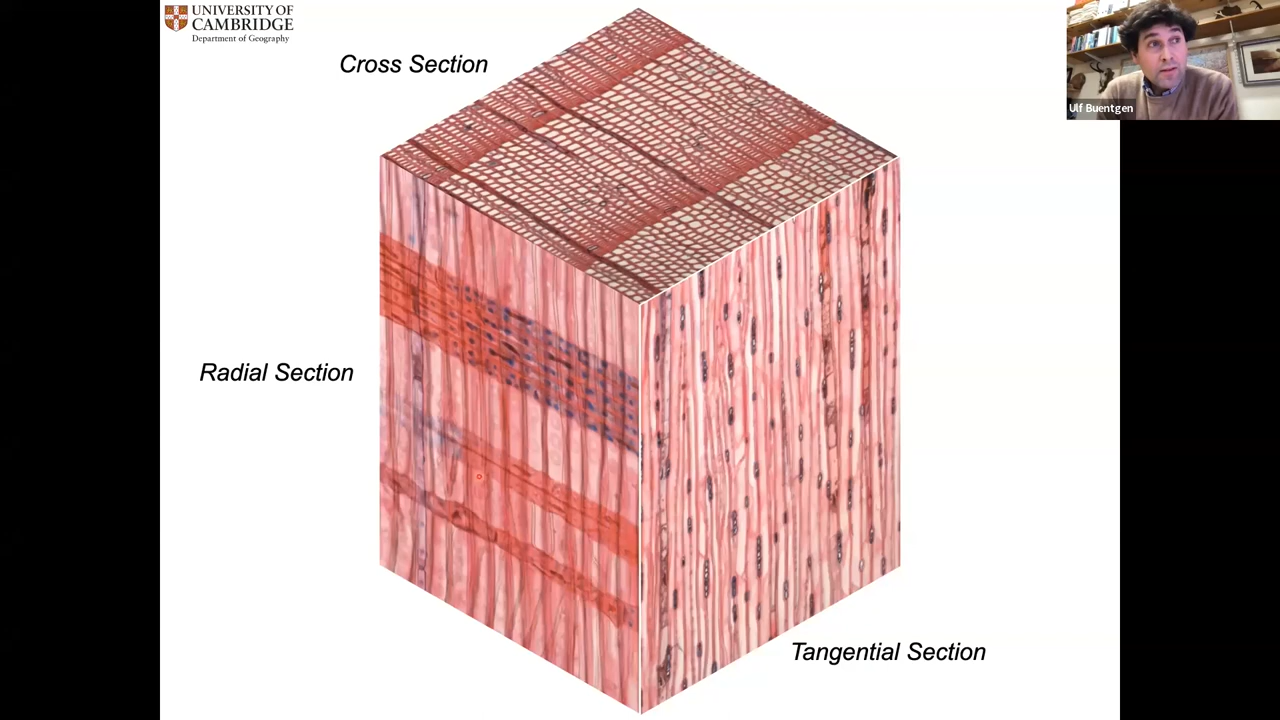 UNIVERSITY OF
CAMBRIDGE
Department of Geography
Cross Section
Ulf Buentgen
Radial Section
Tangential Section